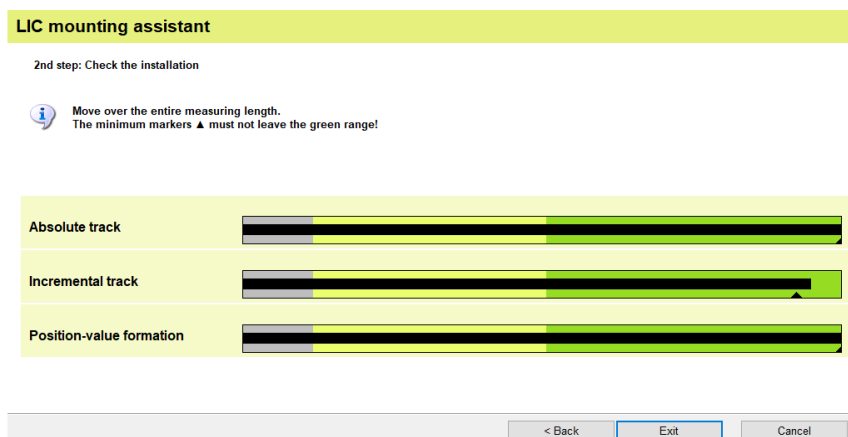 LIC mounting assistant
2nd step: Check the installation
Move over the entire measuring length.
The minimum markers ▲ must not leave the green range!
Absolute track
Incremental track
Position-value formation
< Back Exit Cancel